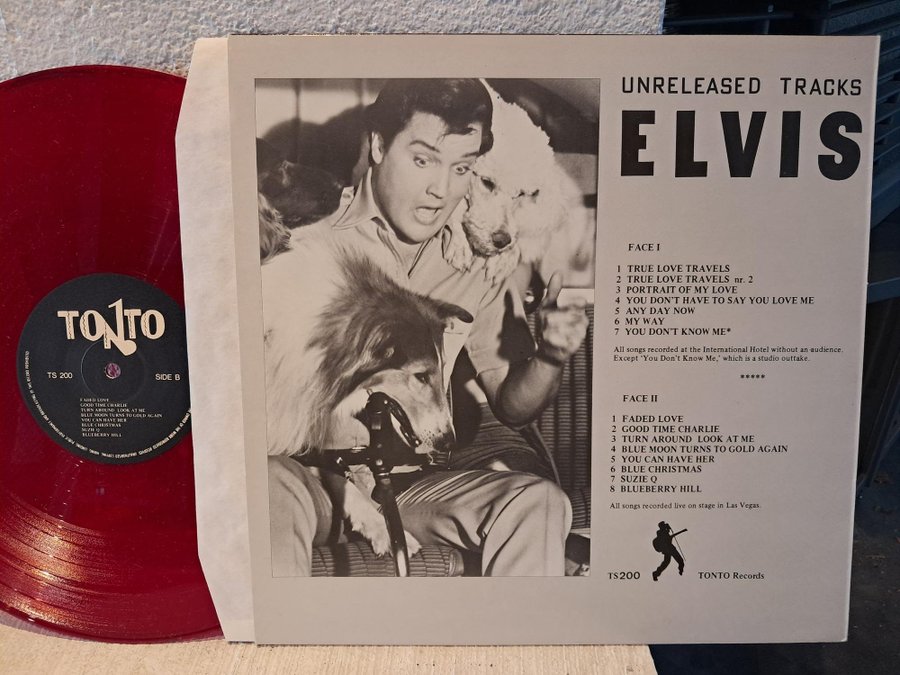 UNRELEASED TRACKS
ELVIS
FACE I
1 TRUE LOVE TRAVELS
2 TRUE LOVE TRAVELS nr. 2
3 PORTRAIT OF MY LOVE
4 YOU DON'T HAVE TO SAY YOU LOVE ME
5 ANY DAY NOW
6 MY WAY
7 YOU DON'T KNOW ME*
All songs recorded at the International Hotel without an audience.
Except "You Don't Know Me," which is a studio outtake.
*****
FACE II
1 FADED LOVE
2 GOOD TIME CHARLIE
3 TURN AROUND LOOK AT ME
4 BLUE MOON TURNS TO GOLD AGAIN
5 YOU CAN HAVE HER
6 BLUE CHRISTMAS
7 SUZIE Q
8 BLUEBERRY HILL
All songs recorded live on stage in Las Vegas.
TS200 TONTO Records
TONTO
TS 200 SIDE B
FADED LOVE
GOOD TIME CHARLIE
TURN AROUND LOOK AT ME
BLUE MOON TURNS TO GOLD AGAIN
YOU CAN HAVE HER
BLUE CHRISTMAS
SUZIE Q
BLUEBERRY HILL